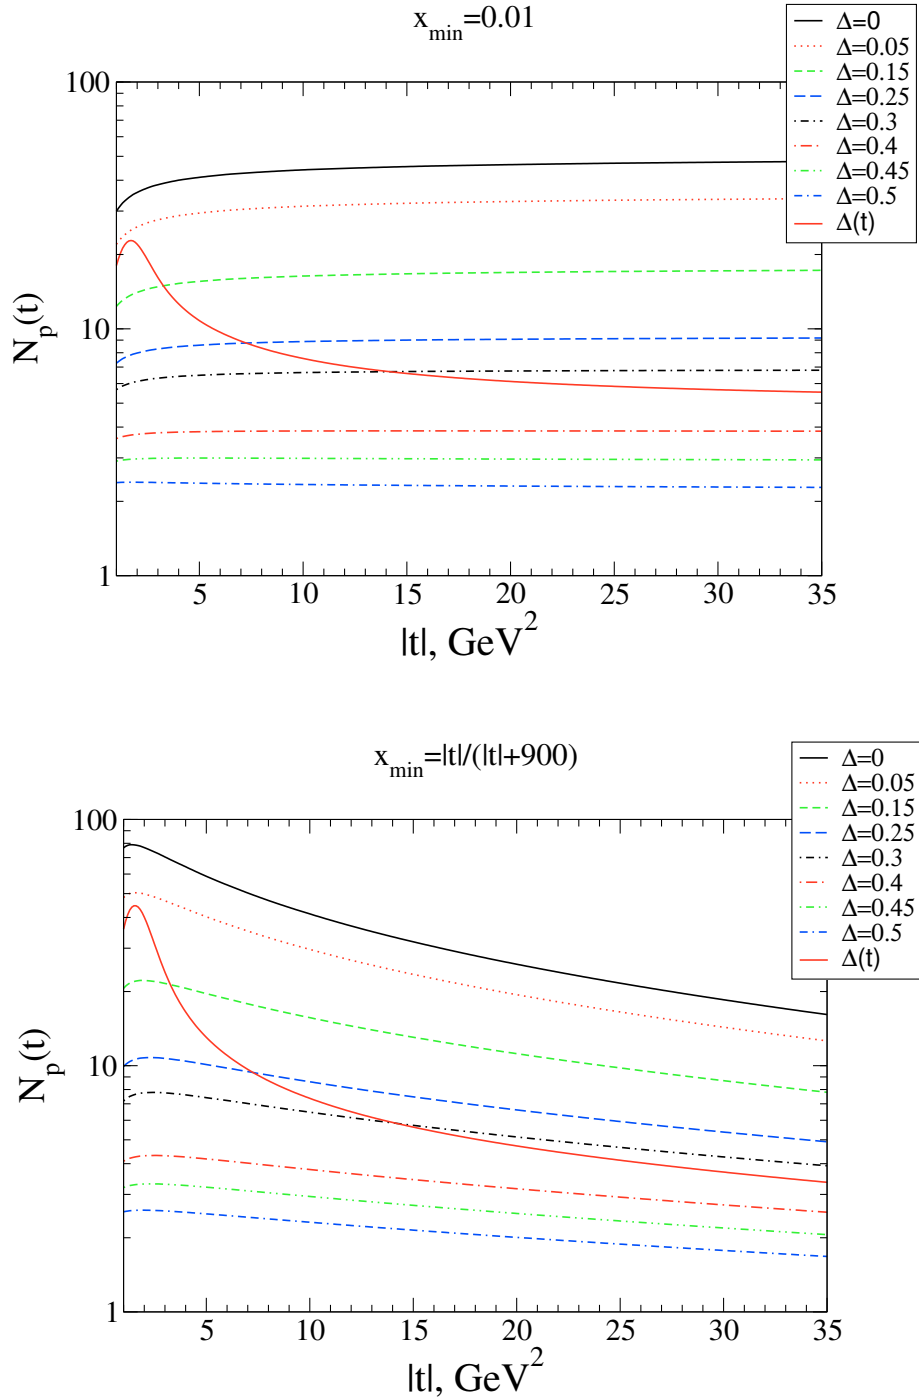 x_min=0.01
Δ=0
Δ=0.05
Δ=0.15
Δ=0.25
Δ=0.3
Δ=0.4
Δ=0.45
Δ=0.5
Δ(t)
100
10
1
N_p(t)
5 10 15 20 25 30 35
|t|, GeV^2
x_min=|t|/(|t|+900)
Δ=0
Δ=0.05
Δ=0.15
Δ=0.25
Δ=0.3
Δ=0.4
Δ=0.45
Δ=0.5
Δ(t)
100
10
1
N_p(t)
5 10 15 20 25 30 35
|t|, GeV^2